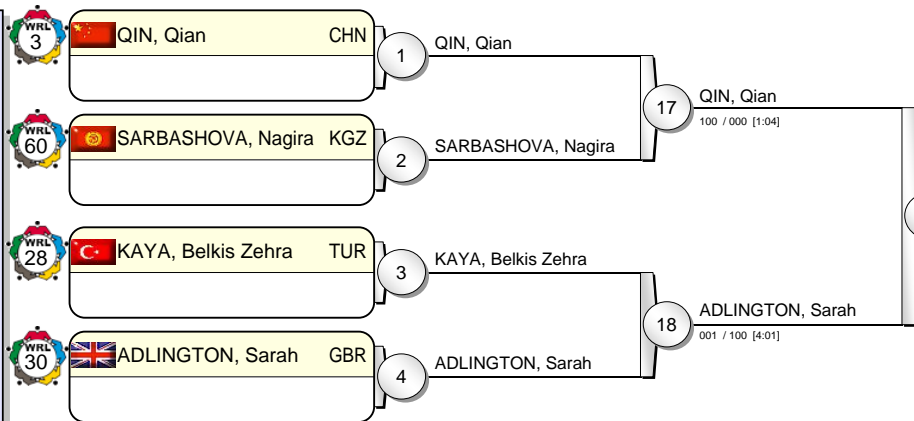 WRL 3 QIN, Qian CHN
1
QIN, Qian
WRL 60 SARBASHOVA, Nagira KGZ
2
SARBASHOVA, Nagira
17
QIN, Qian
100 / 000 [1:04]
WRL 28 KAYA, Belkis Zehra TUR
3
KAYA, Belkis Zehra
WRL 30 ADLINGTON, Sarah GBR
4
ADLINGTON, Sarah
18
ADLINGTON, Sarah
001 / 100 [4:01]